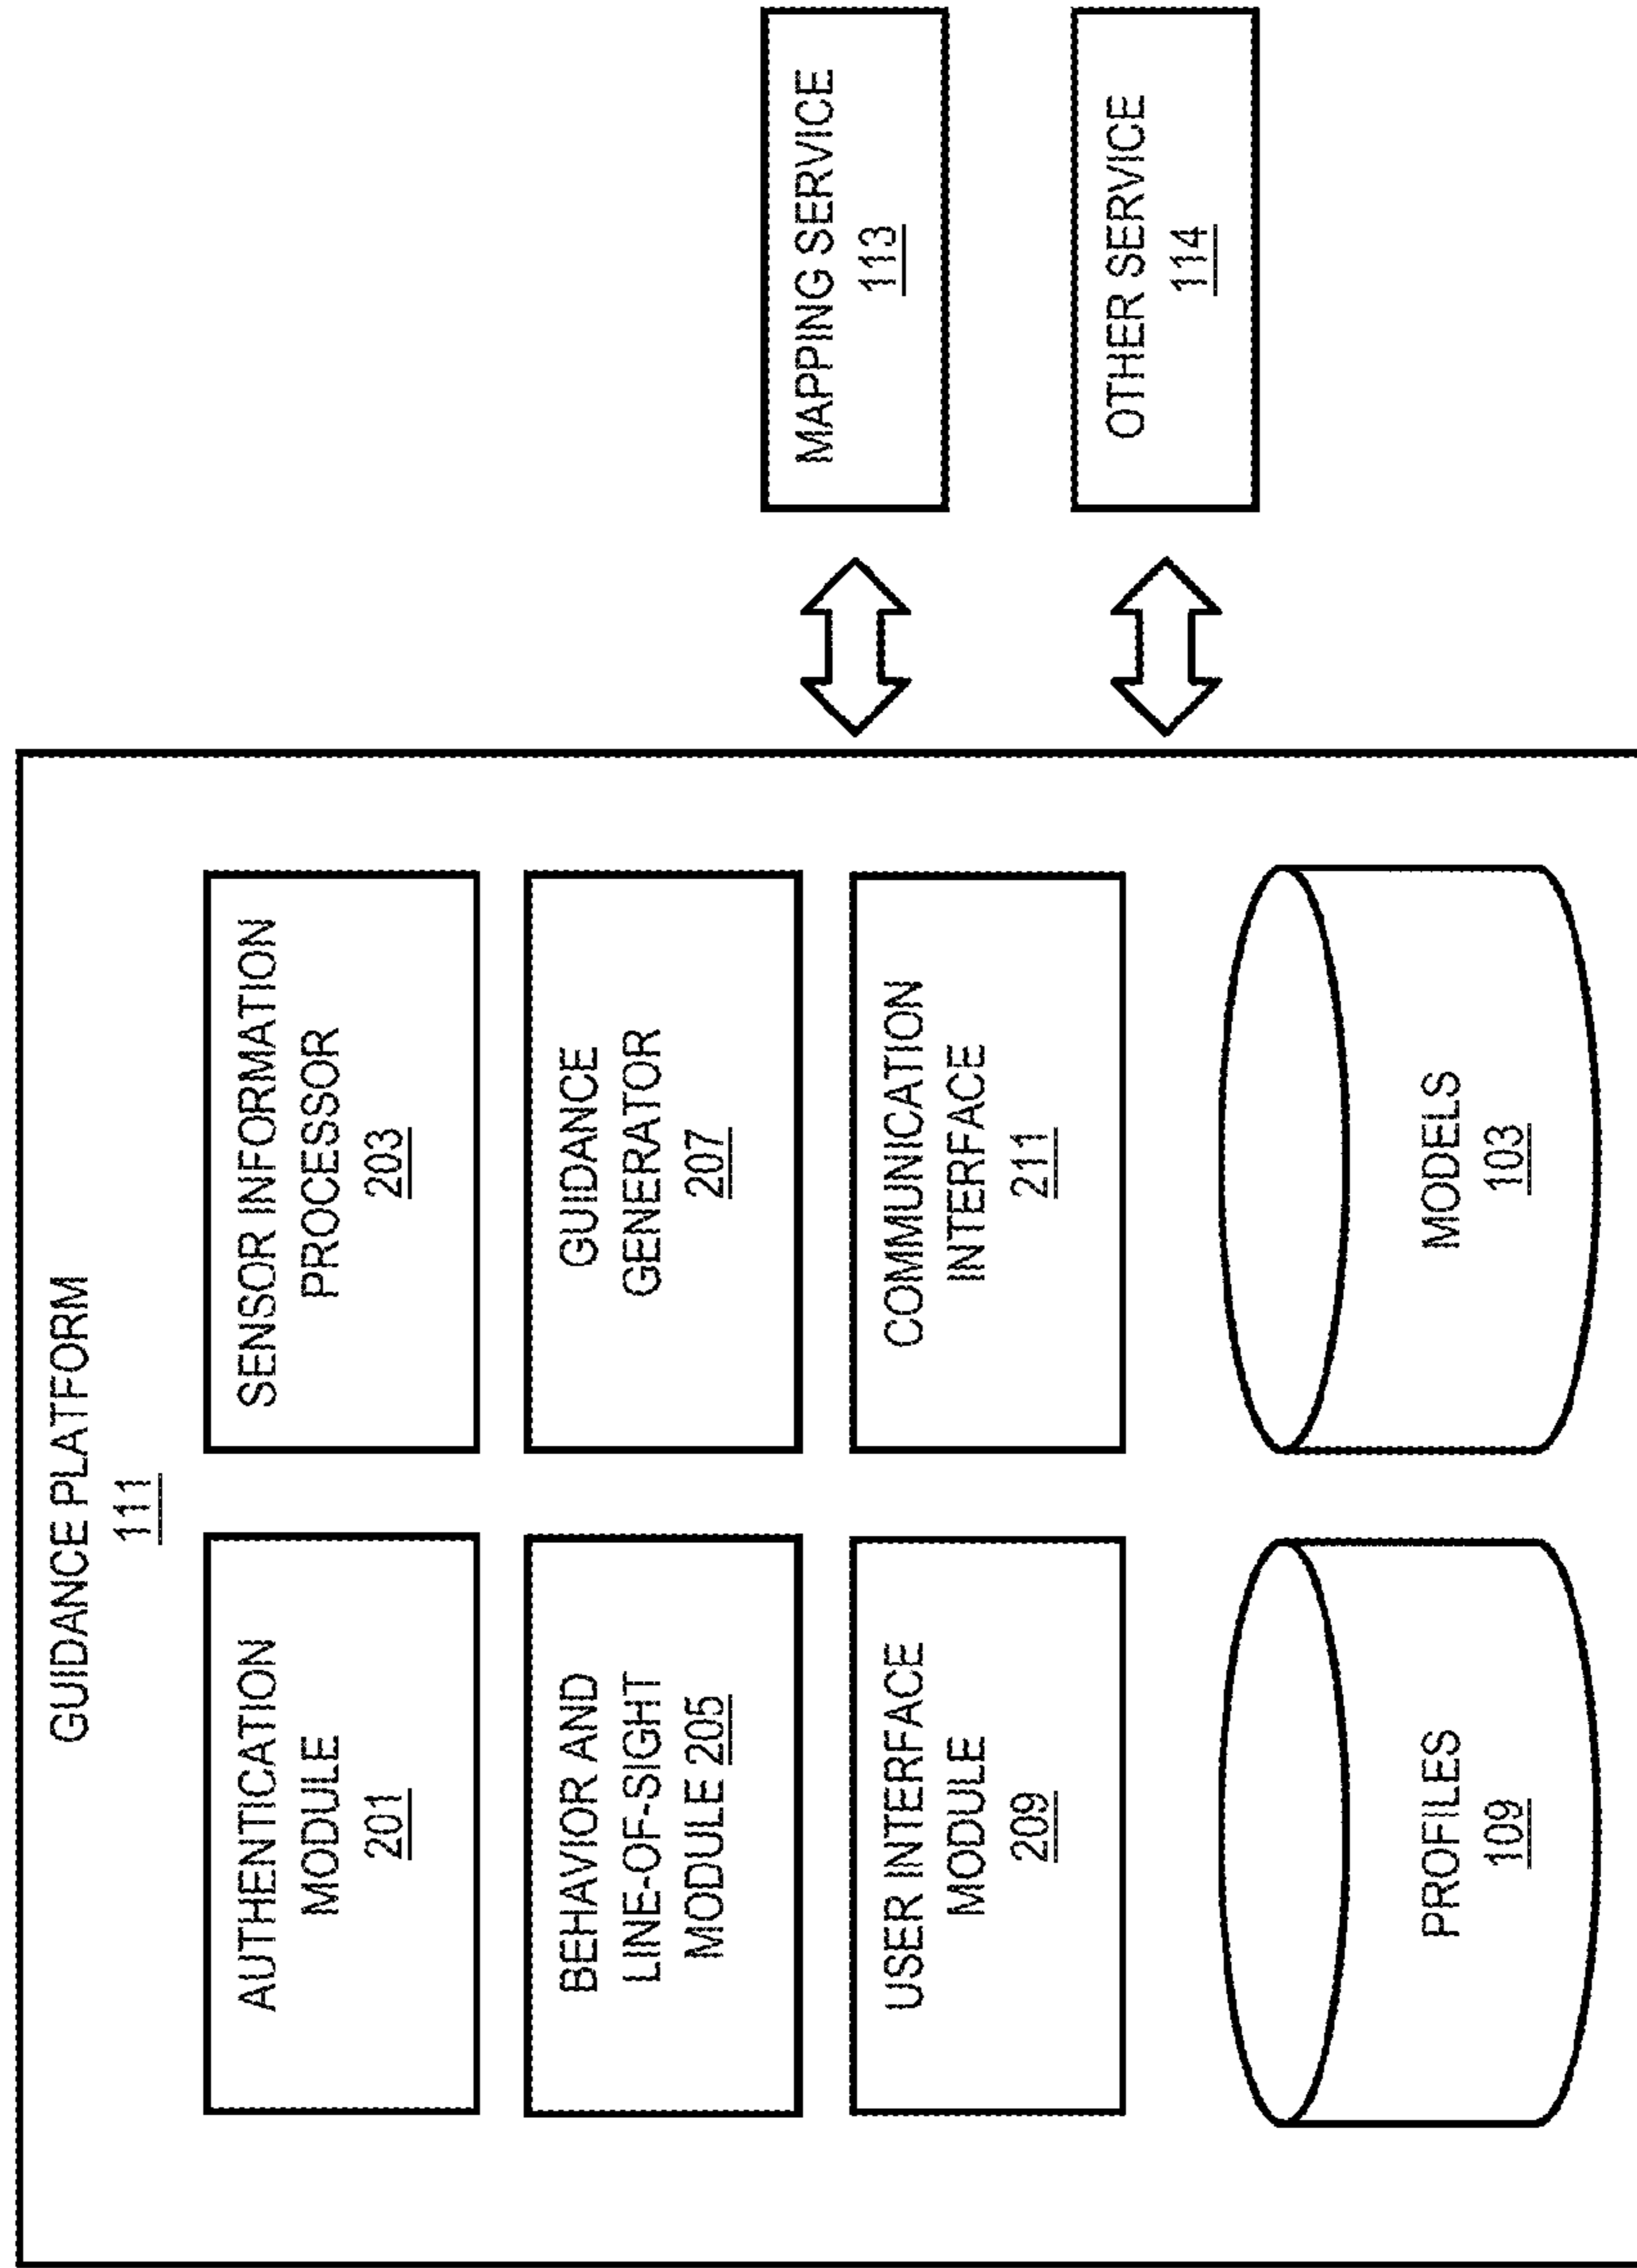 GUIDANCE PLATFORM
111
AUTHENTICATION
MODULE
201
SENSOR INFORMATION
PROCESSOR
203
BEHAVIOR AND
LINE-OF-SIGHT
MODULE 205
GUIDANCE
GENERATOR
207
USER INTERFACE
MODULE
209
COMMUNICATION
INTERFACE
211
PROFILES
109
MODELS
103
MAPPING SERVICE
113
OTHER SERVICE
114